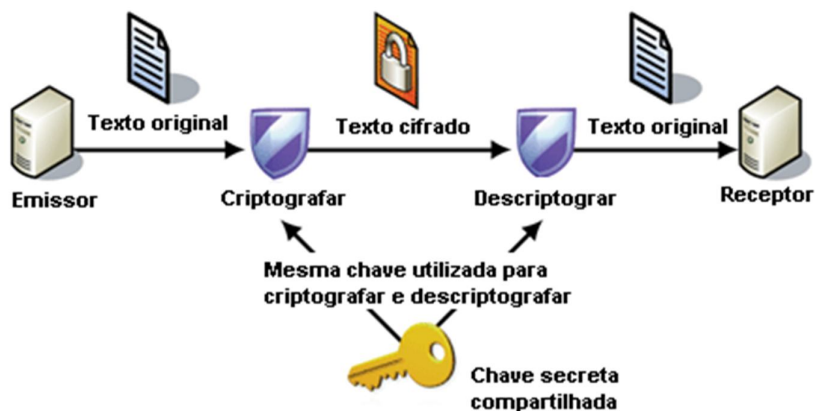 Texto original
Texto cifrado
Texto original
Emissor
Criptografar
Descriptograr
Receptor
Mesma chave utilizada para
criptografar e descriptografar
Chave secreta
compartilhada